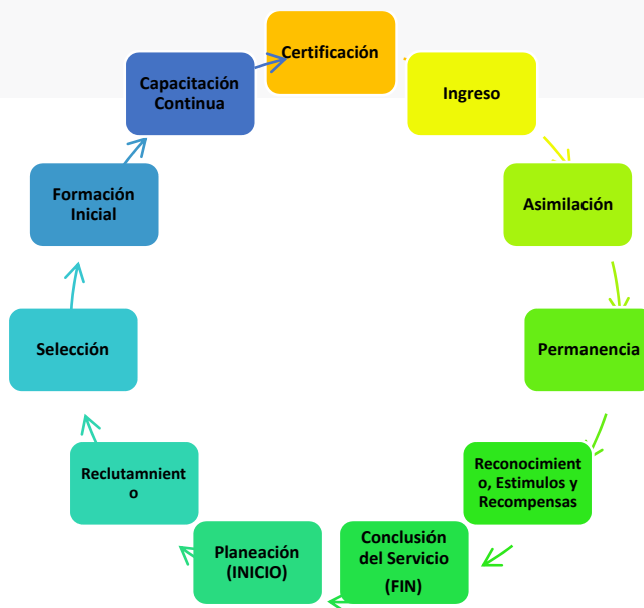 Certificación
Ingreso
Asimilación
Permanencia
Reconocimient
o, Estimulos y
Recompensas
Conclusión
del Servicio
(FIN)
Planeación
(INICIO)
Reclutamnient
o
Selección
Formación
Inicial
Capacitación
Continua